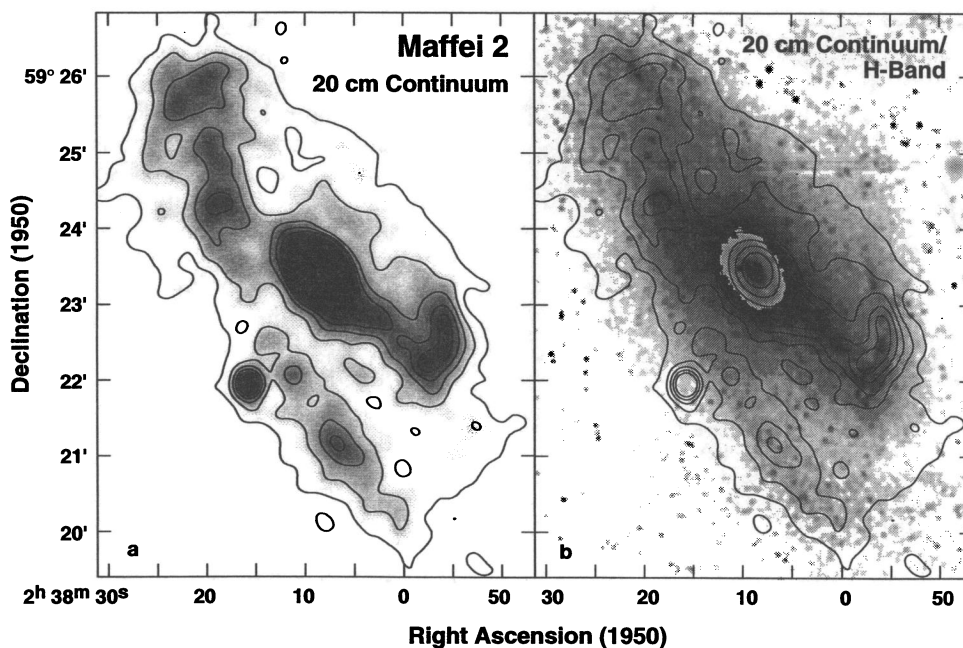 Maffei 2
20 cm Continuum
20 cm Continuum/
H-Band
59° 26'
25'
24'
23'
22'
21'
20'
Declination (1950)
a
b
2h 38m 30s
20
10
0
50
30
20
10
0
50
Right Ascension (1950)